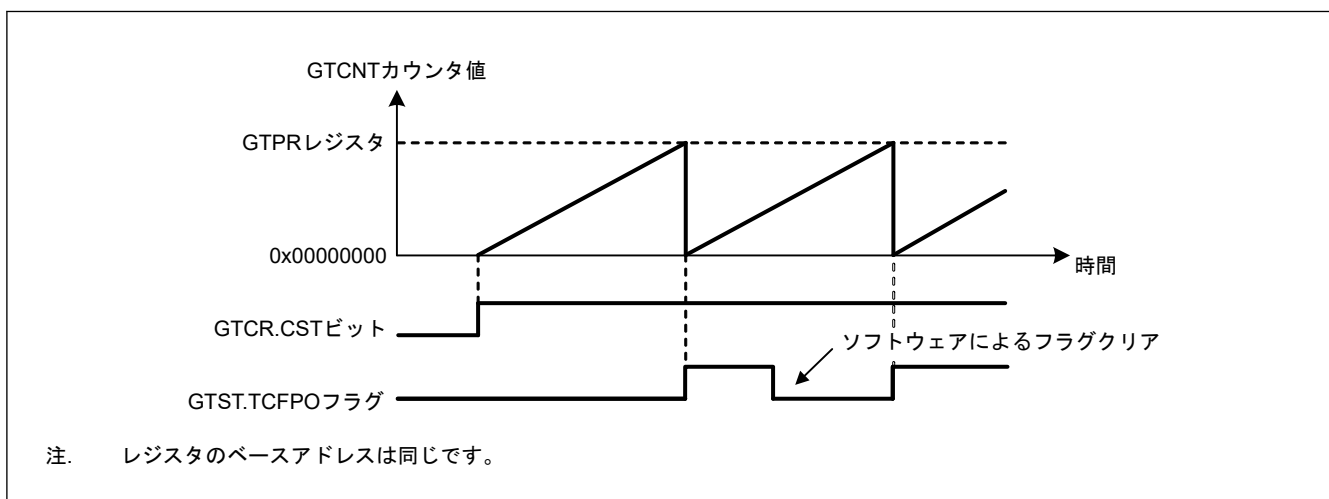 GTCNTカウンタ値
GTPRレジスタ
0x00000000
時間
GTCR.CSTビット
ソフトウェアによるフラグクリア
GTST.TCFPOフラグ
注. レジスタのベースアドレスは同じです。